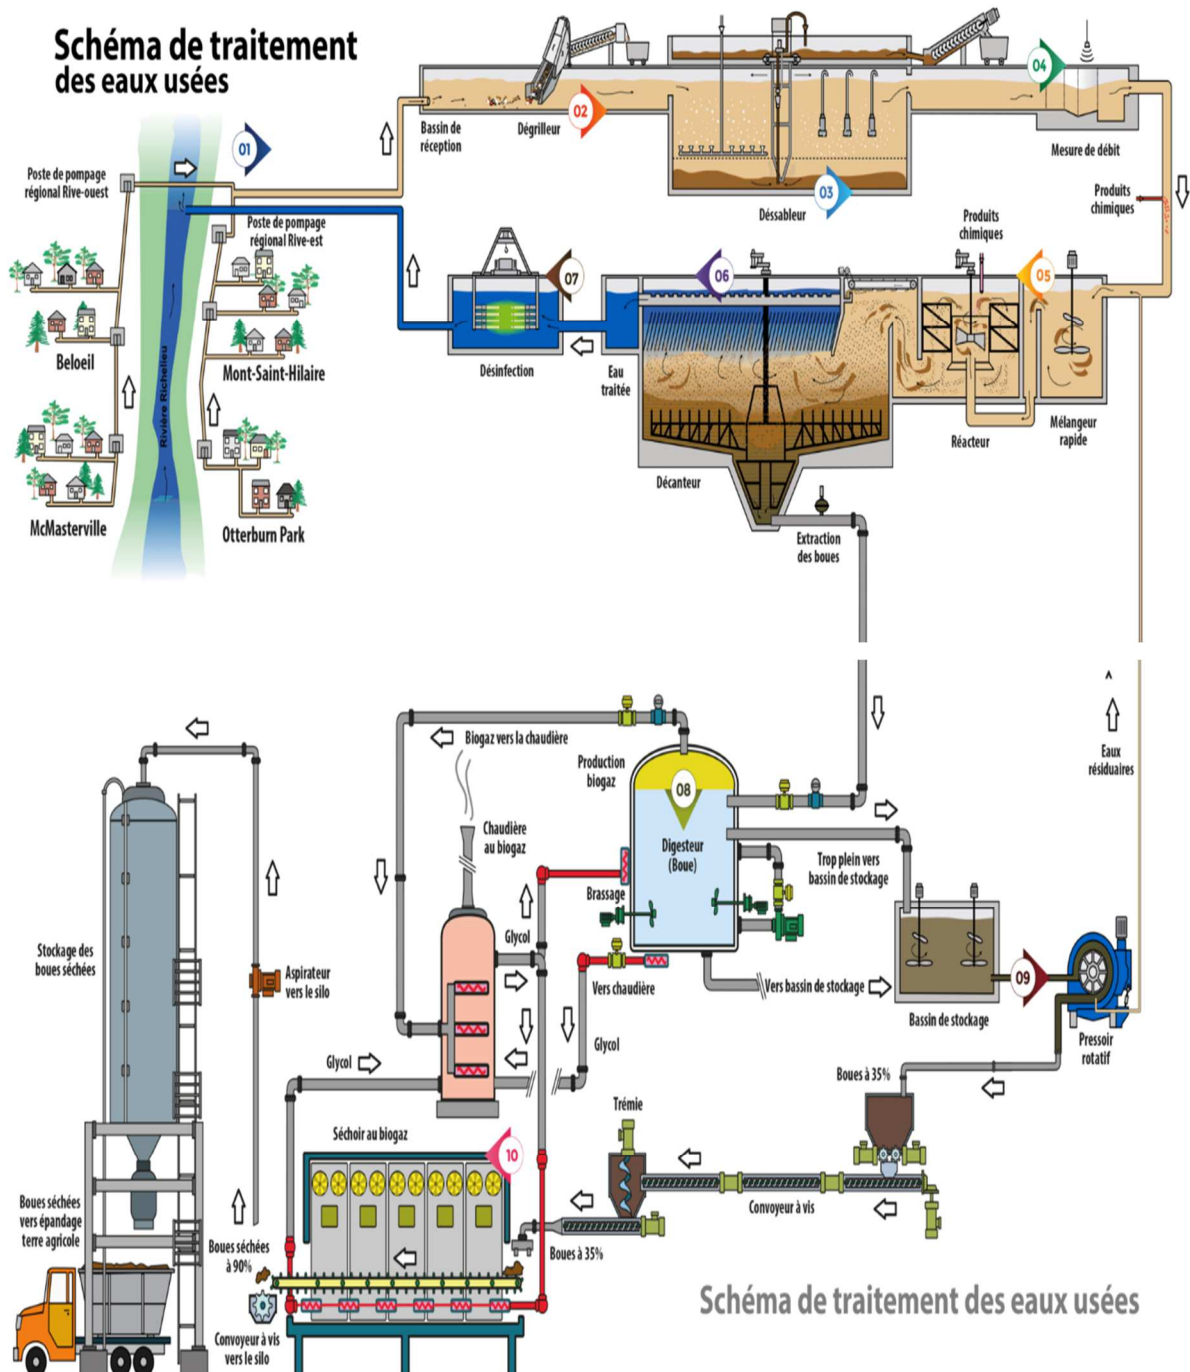 Schéma de traitement
des eaux usées
01
02
03
04
Bassin de
réception
Dégrilleur
Déssableur
Mesure de débit
Poste de pompage
régional Rive-ouest
Poste de pompage
régional Rive-est
Produits
chimiques
Produits
chimiques
05
06
07
Beloeil
Mont-Saint-Hilaire
Rivière Richelieu
McMasterville
Otterburn Park
Désinfection
Eau
traitée
Décanteur
Réacteur
Mélangeur
rapide
Extraction
des boues
Biogaz vers la chaudière
Production
biogaz
08
Eaux
résiduaires
Chaudière
au biogaz
Digesteur
(Boue)
Trop plein vers
bassin de stockage
Brassage
Stockage des
boues séchées
Aspirateur
vers le silo
Glycol
Vers chaudière
Vers bassin de stockage
09
Bassin de stockage
Pressoir
rotatif
Glycol
Glycol
Boues à 35%
Trémie
Séchoir au biogaz
10
Convoyeur à vis
Boues séchées
vers épandage
terre agricole
Boues séchées
à 90%
Boues à 35%
Convoyeur à vis
vers le silo
Schéma de traitement des eaux usées